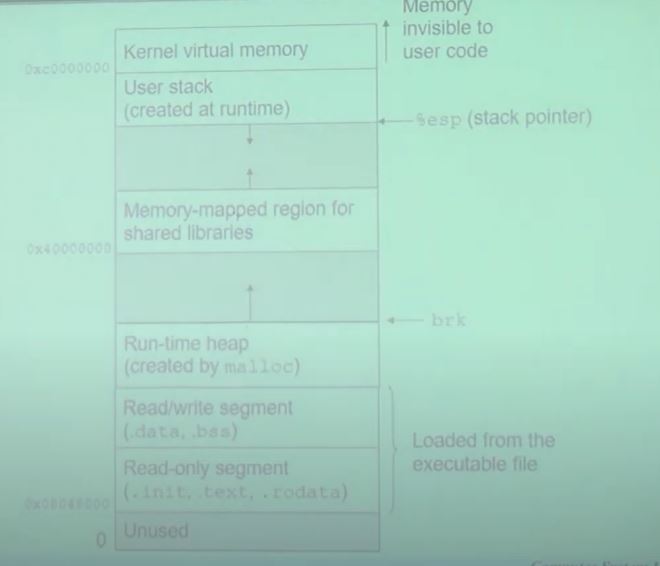 Memory
invisible to
user code
Kernel virtual memory
0xc0000000
User stack
(created at runtime)
%esp (stack pointer)
Memory-mapped region for
shared libraries
0x40000000
brk
Run-time heap
(created by malloc)
Read/write segment
(.data, .bss)
Loaded from the
executable file
Read-only segment
(.init, .text, .rodata)
0x08048000
0
Unused